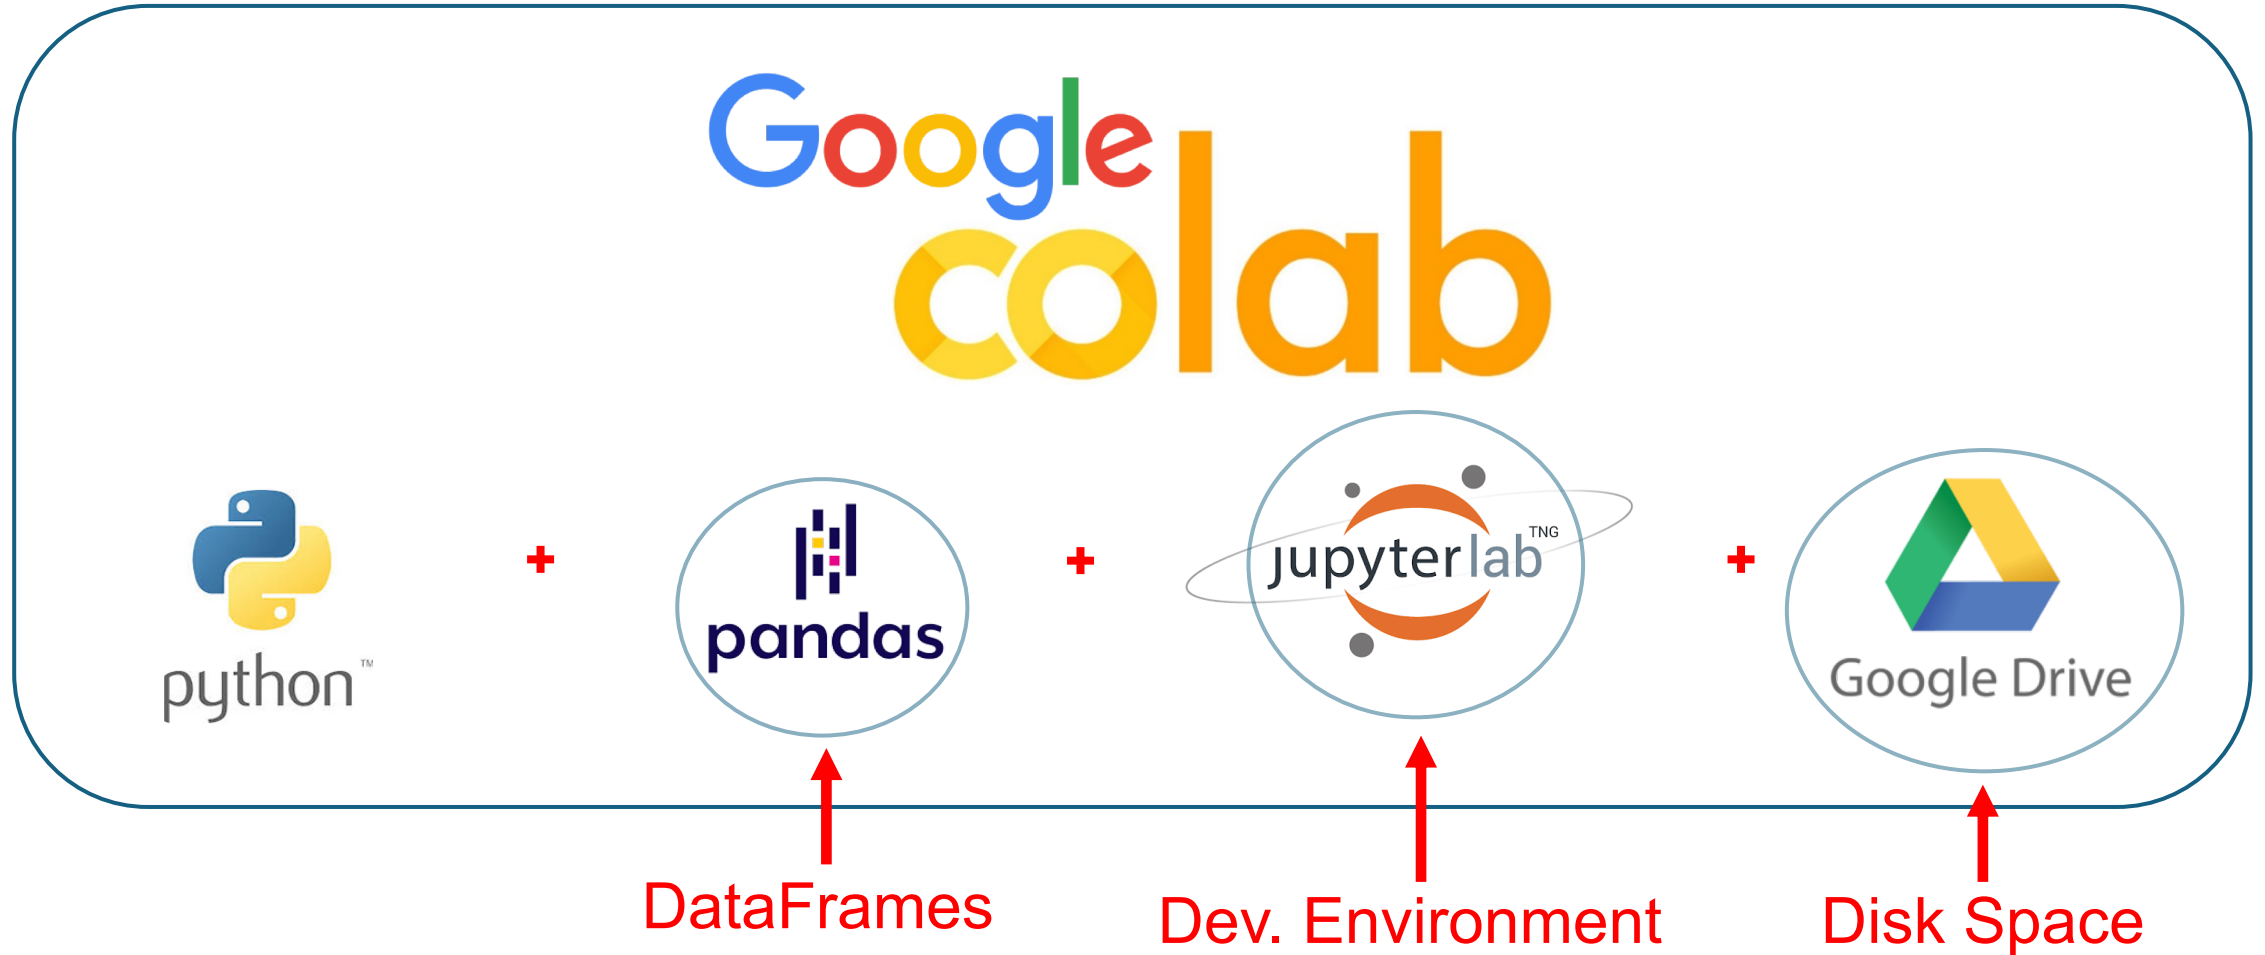 Google
colab
python™
+
pandas
+
jupyterlab TNG
+
Google Drive
DataFrames
Dev. Environment
Disk Space